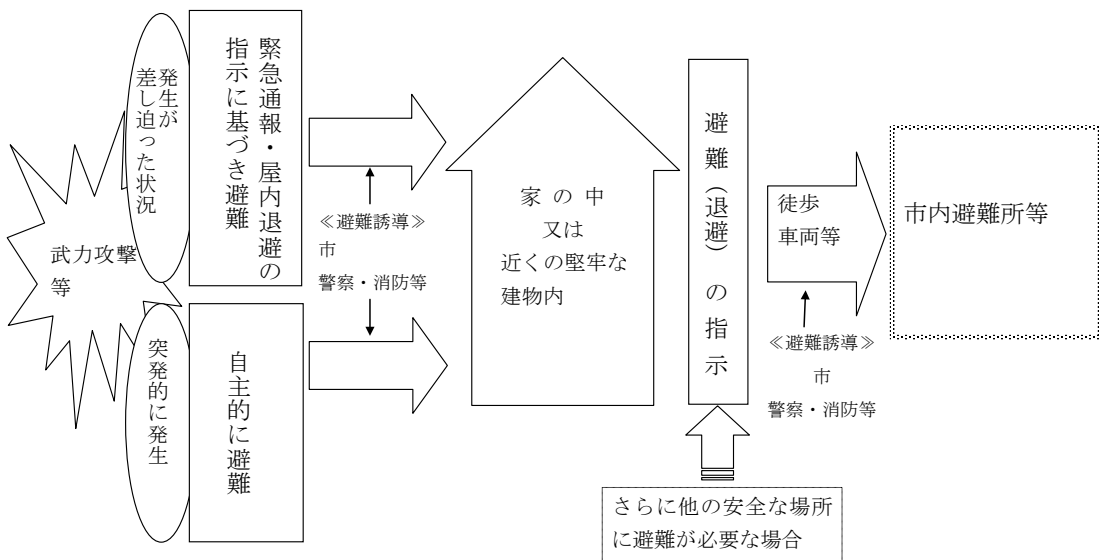 武力攻撃
等
発生が
差し迫った状況
緊急通報・屋内退避の
指示に基づき避難
突発的に発生
自主的に避難
≪避難誘導≫
市
警察・消防等
家の中
又は
近くの堅牢な
建物内
避難（退避）の指示
さらに他の安全な場所
に避難が必要な場合
徒歩
車両等
≪避難誘導≫
市
警察・消防等
市内避難所等